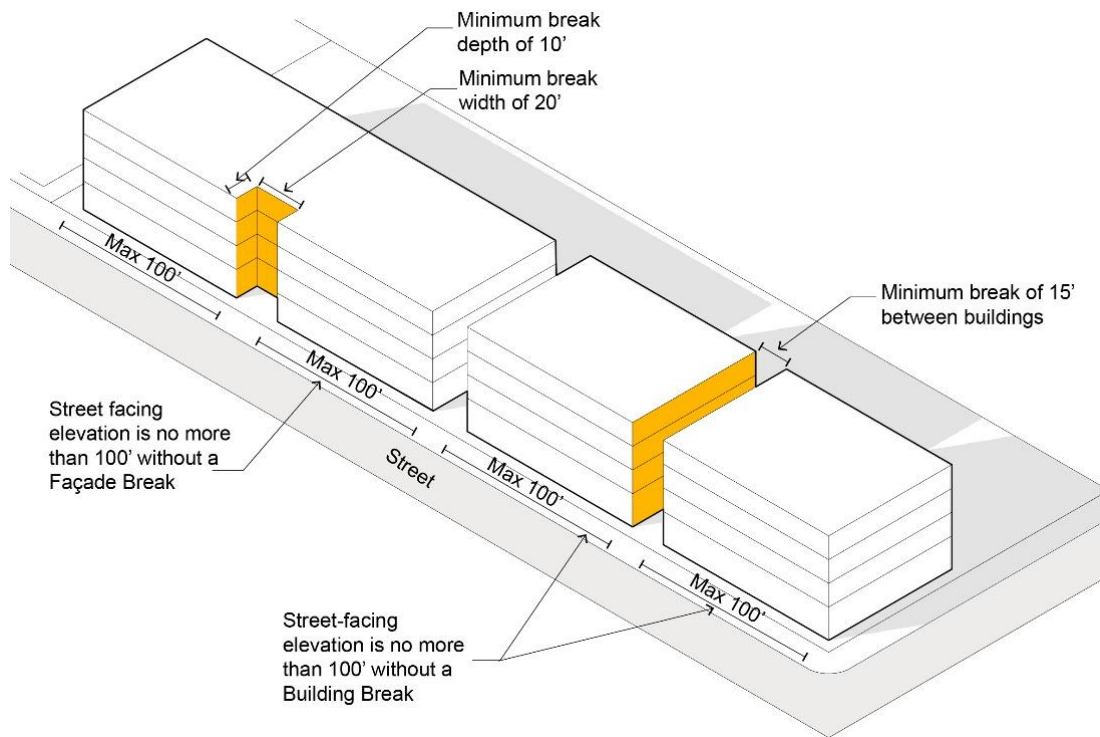 Minimum break
depth of 10’
Minimum break
width of 20’
Max 100’
Minimum break of 15’
between buildings
Max 100’
Street facing
elevation is no more
than 100’ without a
Façade Break
Street
Max 100’
Max 100’
Street-facing
elevation is no more
than 100’ without a
Building Break